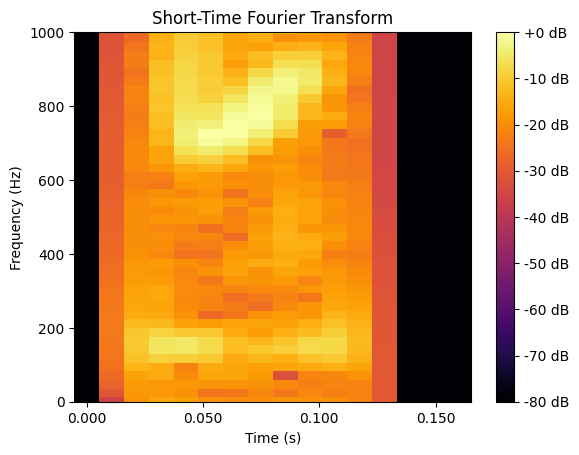 Short-Time Fourier Transform
1000
800
600
400
200
0
Frequency (Hz)
0.000
0.050
0.100
0.150
Time (s)
+0 dB
-10 dB
-20 dB
-30 dB
-40 dB
-50 dB
-60 dB
-70 dB
-80 dB